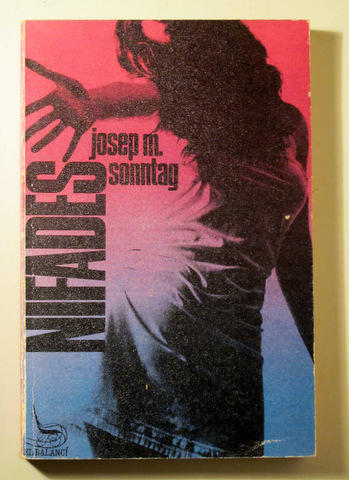 josep m.
sonntag
NIFADES
EL BALANCÍ